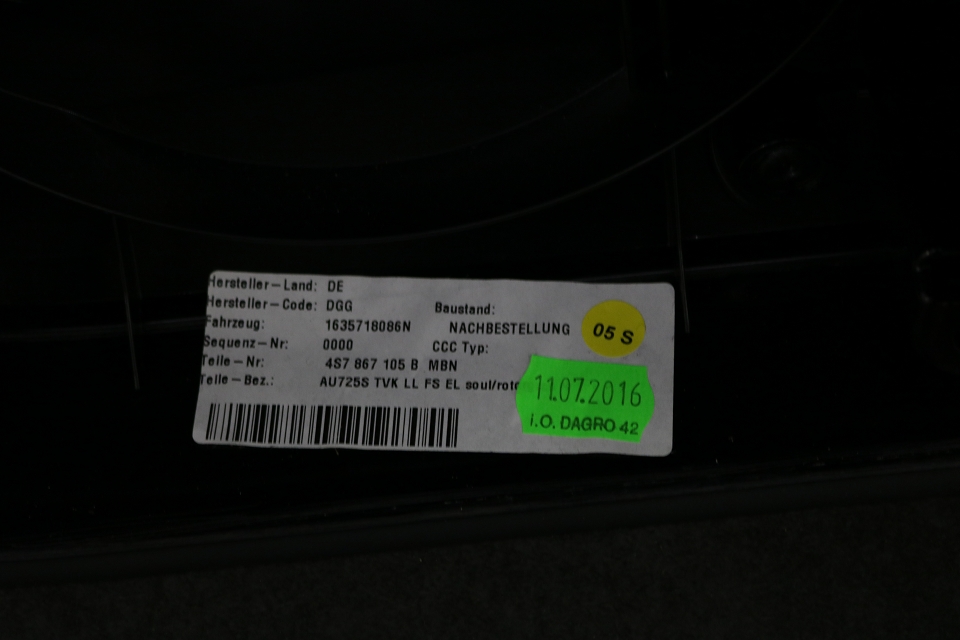 Hersteller-Land: DE
Hersteller-Code: DGG
Baustand:
Fahrzeug: 1635718086N
NACHBESTELLUNG
05 S
Sequenz-Nr: 0000
CCC Typ:
Teile-Nr: 4S7 867 105 B MBN
Teile-Bez.: AU725S TVK LL FS EL soul/roto
11.07.2016
i.O. DAGRO 42